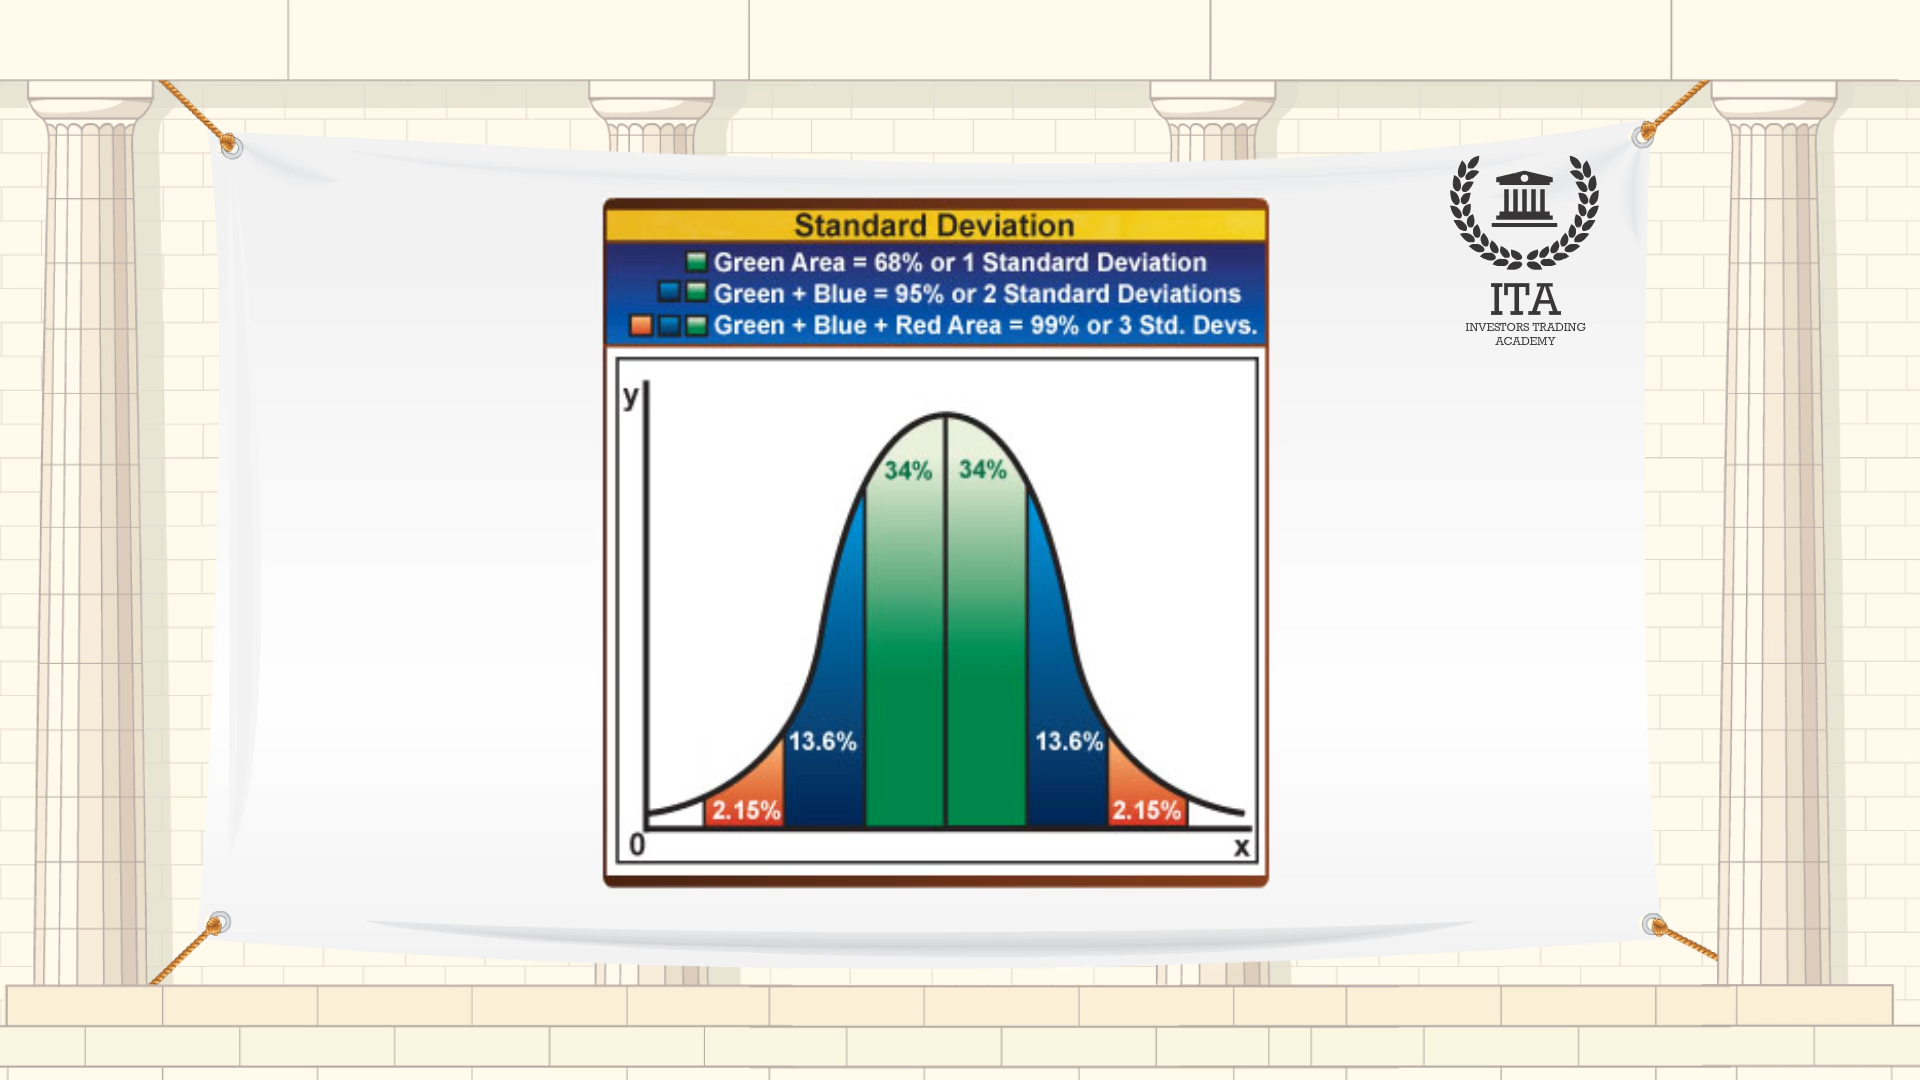 Standard Deviation
Green Area = 68% or 1 Standard Deviation
Green + Blue = 95% or 2 Standard Deviations
Green + Blue + Red Area = 99% or 3 Std. Devs.
ITA
INVESTORS TRADING
ACADEMY
y
34% 34%
13.6% 13.6%
2.15% 2.15%
0 x